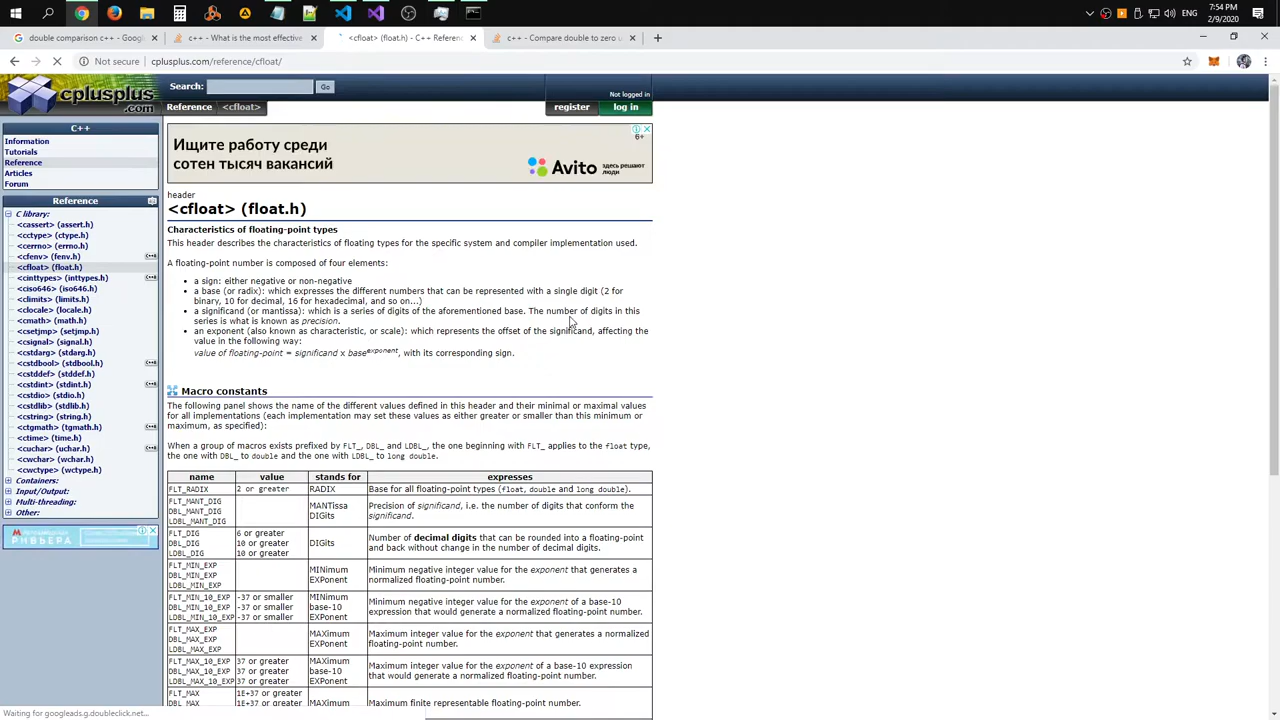 7:54 PM
ENG
2/9/2020
double comparison c++ - Googl
c++ - What is the most effective
<cfloat> (float.h) - C++ Referenc
c++ - Compare double to zero u
Not secure
cplusplus.com/reference/cfloat/
cplusplus
.com
Search:
Go
Not logged in
Reference
<cfloat>
register
log in
C++
Information
Tutorials
Reference
Articles
Forum
Reference
C library:
<cassert> (assert.h)
<cctype> (ctype.h)
<cerrno> (errno.h)
<cfenv> (fenv.h)
<cfloat> (float.h)
<cinttypes> (inttypes.h)
<ciso646> (iso646.h)
<climits> (limits.h)
<clocale> (locale.h)
<cmath> (math.h)
<csetjmp> (setjmp.h)
<csignal> (signal.h)
<cstdarg> (stdarg.h)
<cstdbool> (stdbool.h)
<cstddef> (stddef.h)
<cstdint> (stdint.h)
<cstdio> (stdio.h)
<cstdlib> (stdlib.h)
<cstring> (string.h)
<ctgmath> (tgmath.h)
<ctime> (time.h)
<cuchar> (uchar.h)
<cwchar> (wchar.h)
<cwctype> (wctype.h)
Containers:
Input/Output:
Multi-threading:
Other:
РИВЬЕРА
Ищите работу среди
сотен тысяч вакансий
Avito
здесь решают
люди
6+
header
<cfloat> (float.h)
Characteristics of floating-point types
This header describes the characteristics of floating types for the specific system and compiler implementation used.
A floating-point number is composed of four elements:
a sign: either negative or non-negative
a base (or radix): which expresses the different numbers that can be represented with a single digit (2 for
binary, 10 for decimal, 16 for hexadecimal, and so on...)
a significand (or mantissa): which is a series of digits of the aforementioned base. The number of digits in this
series is what is known as precision.
an exponent (also known as characteristic, or scale): which represents the offset of the significand, affecting the
value in the following way:
value of floating-point = significand x base^exponent, with its corresponding sign.
Macro constants
The following panel shows the name of the different values defined in this header and their minimal or maximal values
for all implementations (each implementation may set these values as either greater or smaller than this minimum or
maximum, as specified):
When a group of macros exists prefixed by FLT_, DBL_ and LDBL_, the one beginning with FLT_ applies to the float type,
the one with DBL_ to double and the one with LDBL_ to long double.
name value stands for expresses
FLT_RADIX 2 or greater RADIX Base for all floating-point types (float, double and long double).
FLT_MANT_DIG
DBL_MANT_DIG
LDBL_MANT_DIG
MANTissa
DIGits
Precision of significand, i.e. the number of digits that conform the
significand.
FLT_DIG
DBL_DIG
LDBL_DIG
6 or greater
10 or greater
10 or greater
DIGits
Number of decimal digits that can be rounded into a floating-point
and back without change in the number of decimal digits.
FLT_MIN_EXP
DBL_MIN_EXP
LDBL_MIN_EXP
MINimum
EXPonent
Minimum negative integer value for the exponent that generates a
normalized floating-point number.
FLT_MIN_10_EXP
DBL_MIN_10_EXP
LDBL_MIN_10_EXP
-37 or smaller
-37 or smaller
-37 or smaller
MINimum
base-10
EXPonent
Minimum negative integer value for the exponent of a base-10
expression that would generate a normalized floating-point number.
FLT_MAX_EXP
DBL_MAX_EXP
LDBL_MAX_EXP
MAXimum
EXPonent
Maximum integer value for the exponent that generates a normalized
floating-point number.
FLT_MAX_10_EXP
DBL_MAX_10_EXP
LDBL_MAX_10_EXP
37 or greater
37 or greater
37 or greater
MAXimum
base-10
EXPonent
Maximum integer value for the exponent of a base-10 expression
that would generate a normalized floating-point number.
FLT_MAX
DBL_MAX
1E+37 or greater
1E+37 or greater
MAXimum
Maximum finite representable floating-point number.
Waiting for googleads.g.doubleclick.net...